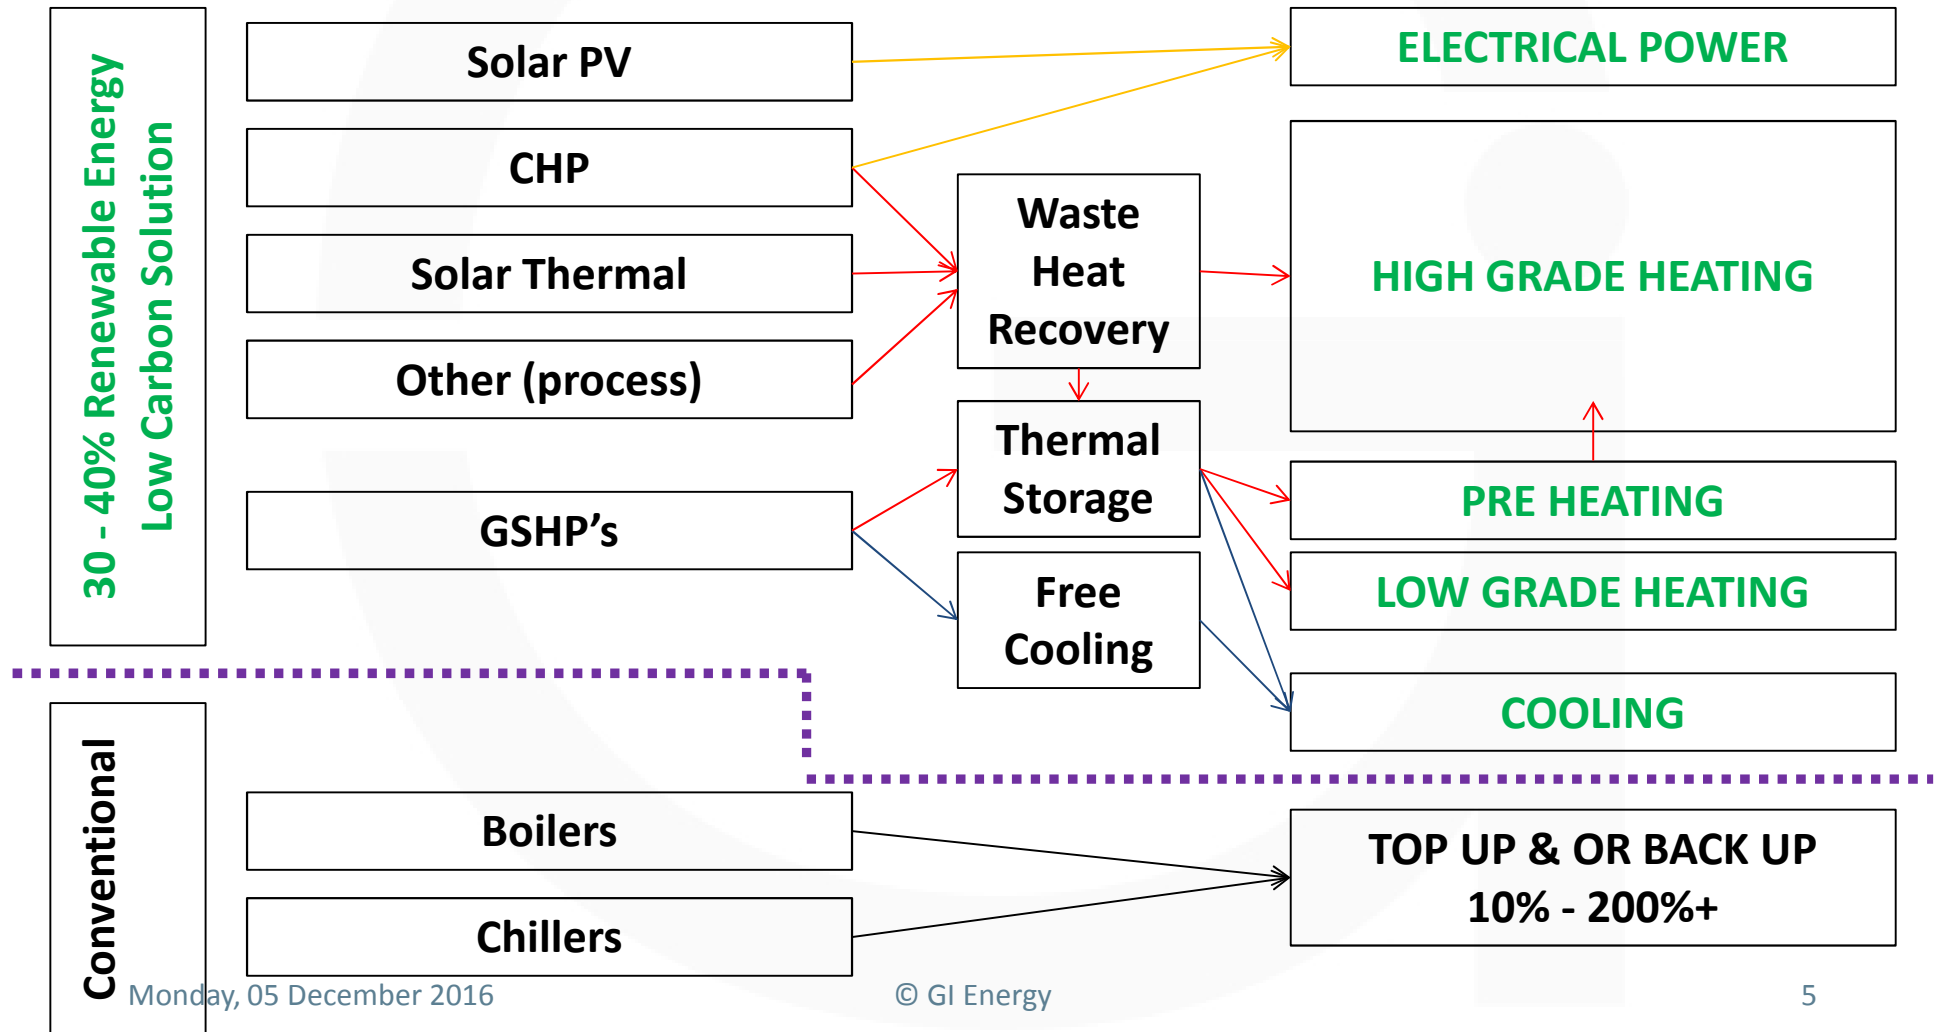 30 - 40% Renewable Energy
Low Carbon Solution
Solar PV
CHP
Solar Thermal
Other (process)
GSHP’s
Waste
Heat
Recovery
Thermal
Storage
Free
Cooling
ELECTRICAL POWER
HIGH GRADE HEATING
PRE HEATING
LOW GRADE HEATING
COOLING
Conventional
Boilers
Chillers
TOP UP & OR BACK UP
10% - 200%+
Monday, 05 December 2016
© GI Energy
5